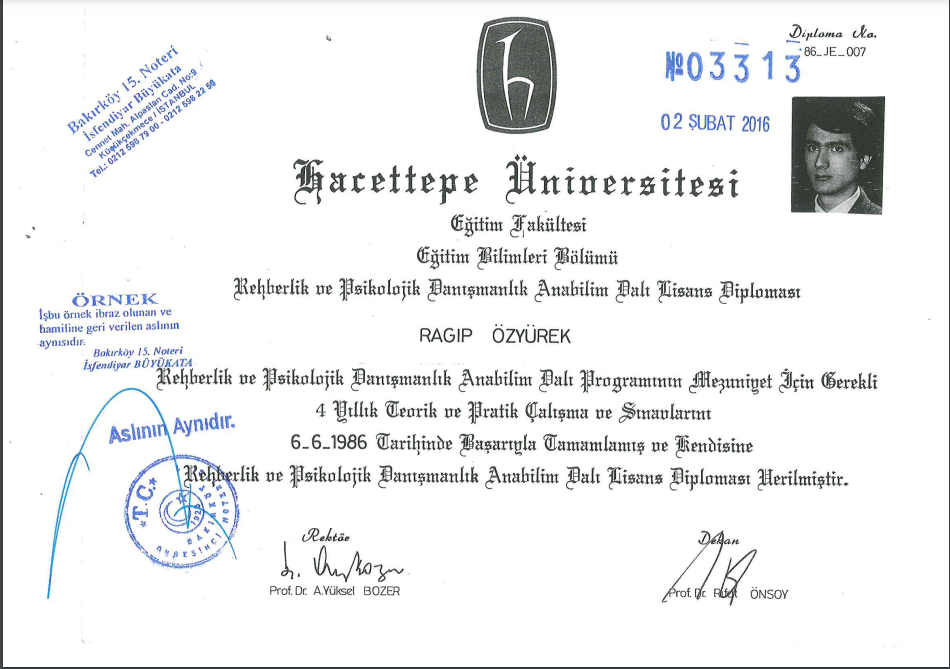 Diploma No.
86_JE_007
№03313
02 ŞUBAT 2016
Bakırköy 15. Noteri
İsfendiyar Büyükata
Cennet Mah. Alpaslan Cad. No:9
Küçükçekmece / İSTANBUL
Tel.: 0212 598 79 00 - 0212 598 22 66
Hacettepe Üniversitesi
Eğitim Fakültesi
Eğitim Bilimleri Bölümü
Rehberlik ve Psikolojik Danışmanlık Anabilim Dalı Lisans Diploması
RAGIP ÖZYÜREK
ÖRNEK
İşbu örnek ibraz olunan ve
hamiline geri verilen aslının
aynısıdır.
Bakırköy 15. Noteri
İsfendiyar BÜYÜKATA
Rehberlik ve Psikolojik Danışmanlık Anabilim Dalı Programının Mezuniyet İçin Gerekli
4 Yıllık Teorik ve Pratik Çalışma ve Sınavlarını
6_6_1986 Tarihinde Başarıyla Tamamlamış ve Kendisine
Rehberlik ve Psikolojik Danışmanlık Anabilim Dalı Lisans Diploması Verilmiştir.
Aslının Aynıdır.
T.C.
Rektör
Prof. Dr. A.Yüksel BOZER
Dekan
Prof. Dr. Rıfat ÖNSOY